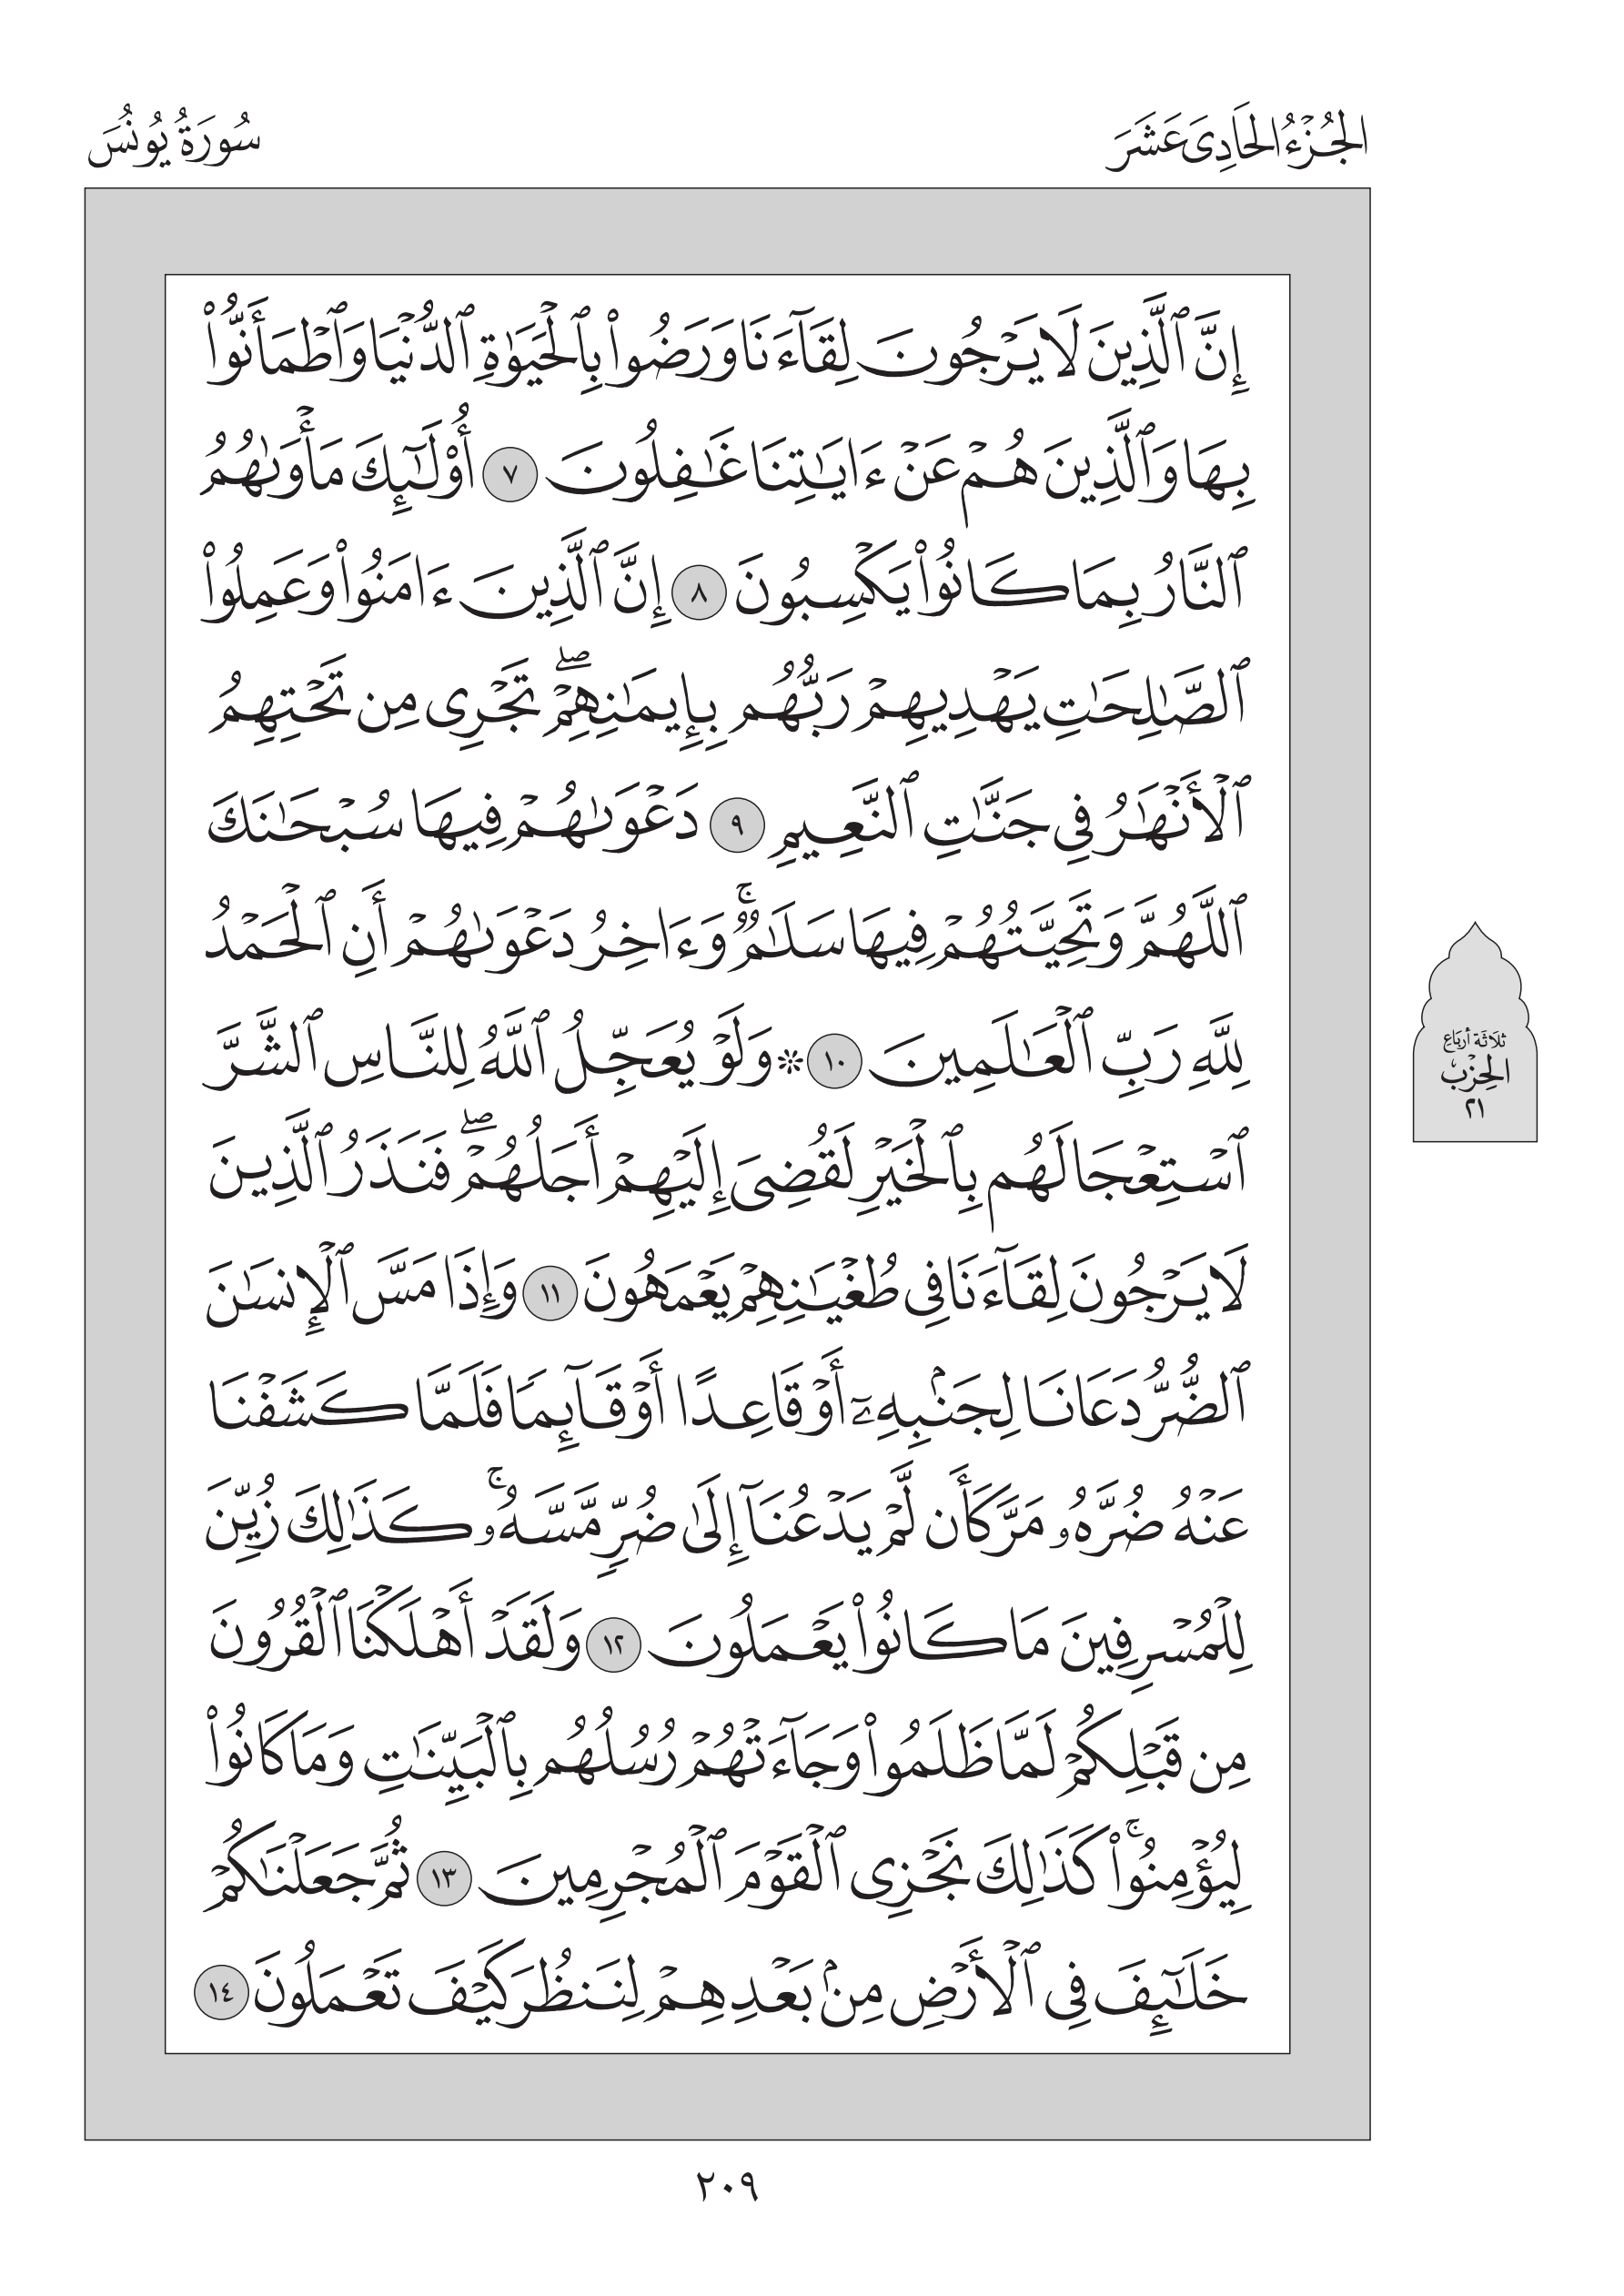 الجُزْءُ الحَادِى عَشَرَ
سُورَةُ يُونُسَ
إِنَّ ٱلَّذِينَ لَا يَرْجُونَ لِقَآءَنَا وَرَضُوا۟ بِٱلْحَيَوٰةِ ٱلدُّنْيَا وَٱطْمَأَنُّوا۟
بِهَا وَٱلَّذِينَ هُمْ عَنْ ءَايَـٰتِنَا غَـٰفِلُونَ ٧ أُو۟لَـٰٓئِكَ مَأْوَىٰهُمُ
ٱلنَّارُ بِمَا كَانُوا۟ يَكْسِبُونَ ٨ إِنَّ ٱلَّذِينَ ءَامَنُوا۟ وَعَمِلُوا۟
ٱلصَّـٰلِحَـٰتِ يَهْدِيهِمْ رَبُّهُم بِإِيمَـٰنِهِمْ ۖ تَجْرِى مِن تَحْتِهِمُ
ٱلْأَنْهَـٰرُ فِى جَنَّـٰتِ ٱلنَّعِيمِ ٩ دَعْوَىٰهُمْ فِيهَا سُبْحَـٰنَكَ
ٱللَّهُمَّ وَتَحِيَّتُهُمْ فِيهَا سَلَـٰمٌ ۚ وَءَاخِرُ دَعْوَىٰهُمْ أَنِ ٱلْحَمْدُ
لِلَّهِ رَبِّ ٱلْعَـٰلَمِينَ ١٠ ۞ وَلَوْ يُعَجِّلُ ٱللَّهُ لِلنَّاسِ ٱلشَّرَّ
ٱسْتِعْجَالَهُم بِٱلْخَيْرِ لَقُضِىَ إِلَيْهِمْ أَجَلُهُمْ ۖ فَنَذَرُ ٱلَّذِينَ
لَا يَرْجُونَ لِقَآءَنَا فِى طُغْيَـٰنِهِمْ يَعْمَهُونَ ١١ وَإِذَا مَسَّ ٱلْإِنسَـٰنَ
ٱلضُّرُّ دَعَانَا لِجَنۢبِهِۦٓ أَوْ قَاعِدًا أَوْ قَآئِمًا فَلَمَّا كَشَفْنَا
عَنْهُ ضُرَّهُۥ مَرَّ كَأَن لَّمْ يَدْعُنَآ إِلَىٰ ضُرٍّ مَّسَّهُۥ ۚ كَذَٰلِكَ زُيِّنَ
لِلْمُسْرِفِينَ مَا كَانُوا۟ يَعْمَلُونَ ١٢ وَلَقَدْ أَهْلَكْنَا ٱلْقُرُونَ
مِن قَبْلِكُمْ لَمَّا ظَلَمُوا۟ وَجَآءَتْهُمْ رُسُلُهُم بِٱلْبَيِّنَـٰتِ وَمَا كَانُوا۟
لِيُؤْمِنُوا۟ ۚ كَذَٰلِكَ نَجْزِى ٱلْقَوْمَ ٱلْمُجْرِمِينَ ١٣ ثُمَّ جَعَلْنَـٰكُمْ
خَلَـٰٓئِفَ فِى ٱلْأَرْضِ مِنۢ بَعْدِهِمْ لِنَنظُرَ كَيْفَ تَعْمَلُونَ ١٤
ثَلَاثَة أَرْبَاعِ
الحِزْبِ
٢١
٢٠٩